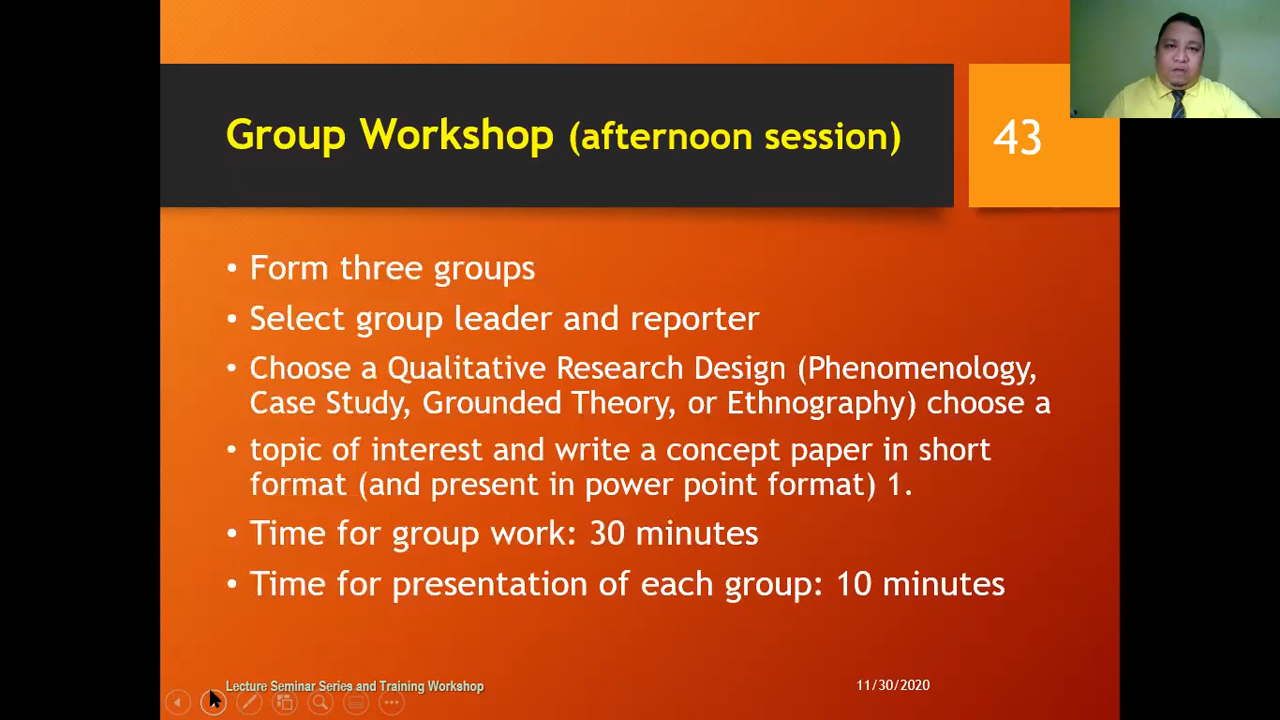 Group Workshop (afternoon session)
43
• Form three groups
• Select group leader and reporter
• Choose a Qualitative Research Design (Phenomenology,
Case Study, Grounded Theory, or Ethnography) choose a
• topic of interest and write a concept paper in short
format (and present in power point format) 1.
• Time for group work: 30 minutes
• Time for presentation of each group: 10 minutes
Lecture Seminar Series and Training Workshop
11/30/2020